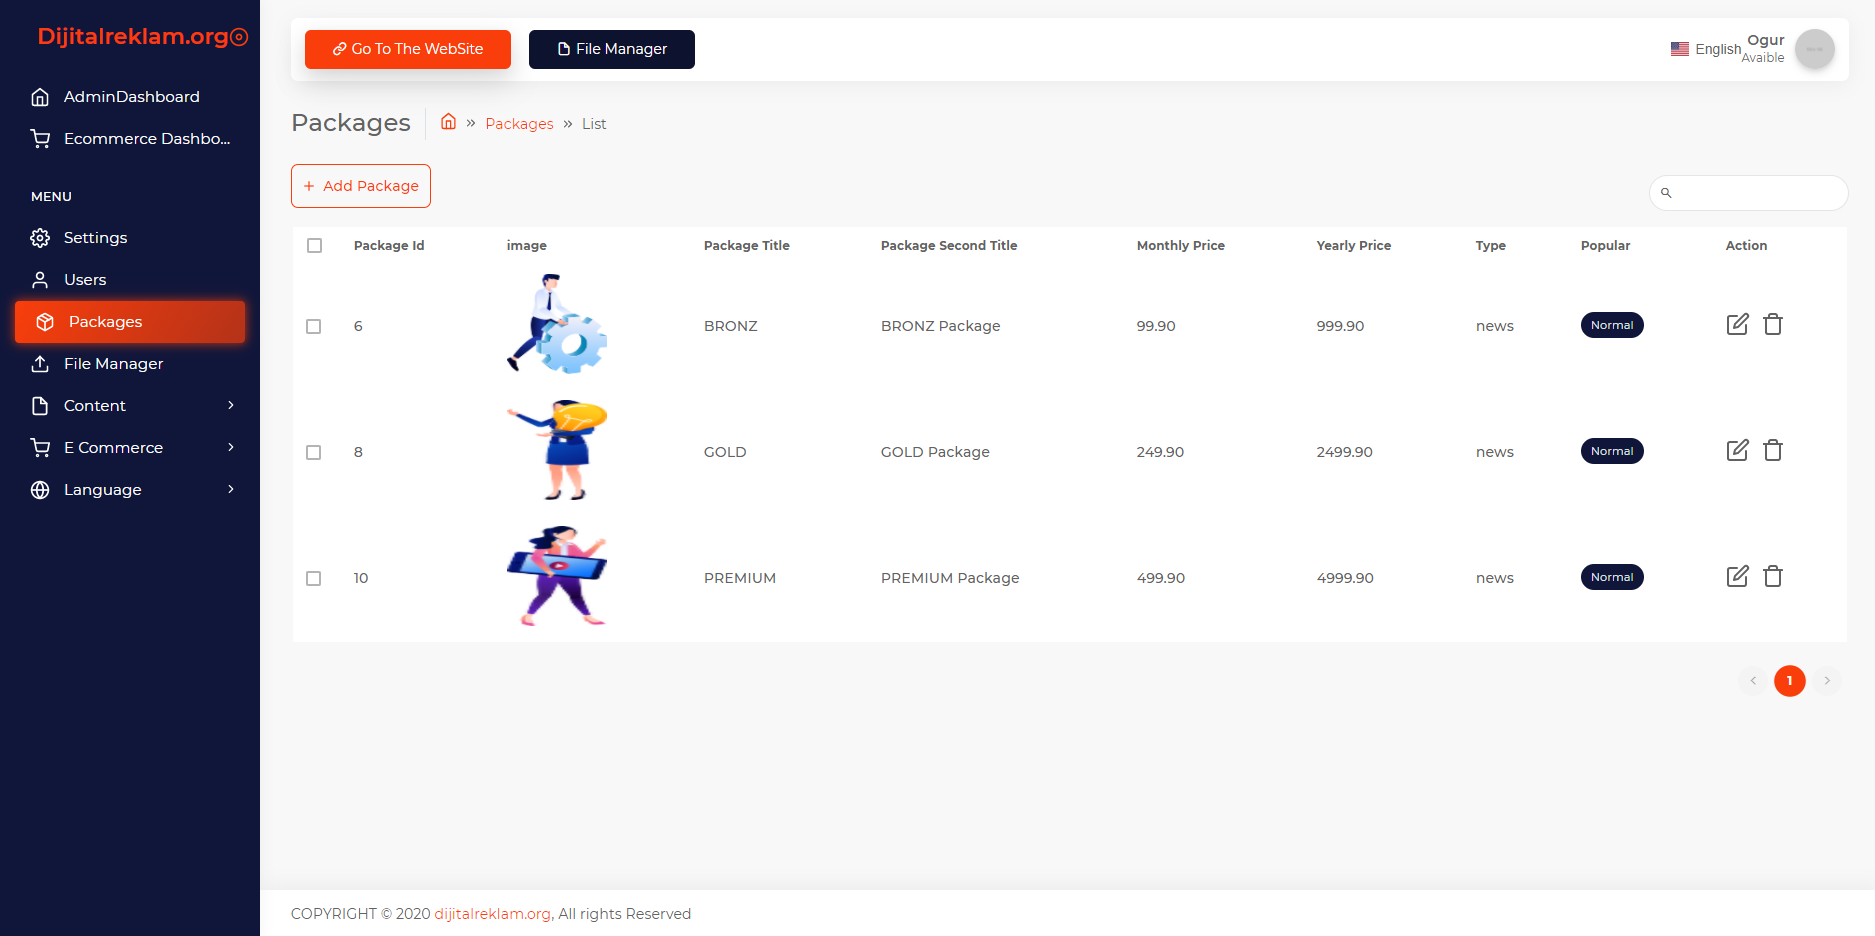 Dijitalreklam.org
AdminDashboard
Ecommerce Dashbo...
MENU
Settings
Users
Packages
File Manager
Content
E Commerce
Language
Go To The WebSite
File Manager
English
Ogur
Avaible
Packages
» Packages » List
+ Add Package
Package Id image Package Title Package Second Title Monthly Price Yearly Price Type Popular Action
6 BRONZ BRONZ Package 99.90 999.90 news Normal
8 GOLD GOLD Package 249.90 2499.90 news Normal
10 PREMIUM PREMIUM Package 499.90 4999.90 news Normal
1
COPYRIGHT © 2020 dijitalreklam.org, All rights Reserved